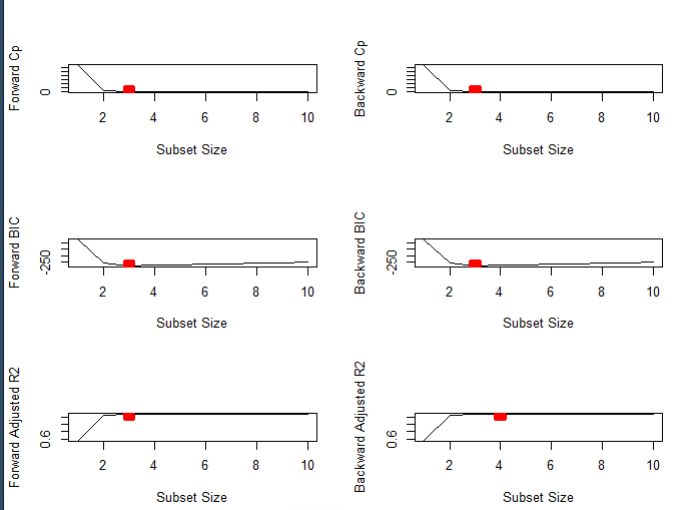 Forward Cp
0
2 4 6 8 10
Subset Size
Backward Cp
0
2 4 6 8 10
Subset Size
Forward BIC
-250
2 4 6 8 10
Subset Size
Backward BIC
-250
2 4 6 8 10
Subset Size
Forward Adjusted R2
0.6
2 4 6 8 10
Subset Size
Backward Adjusted R2
0.6
2 4 6 8 10
Subset Size